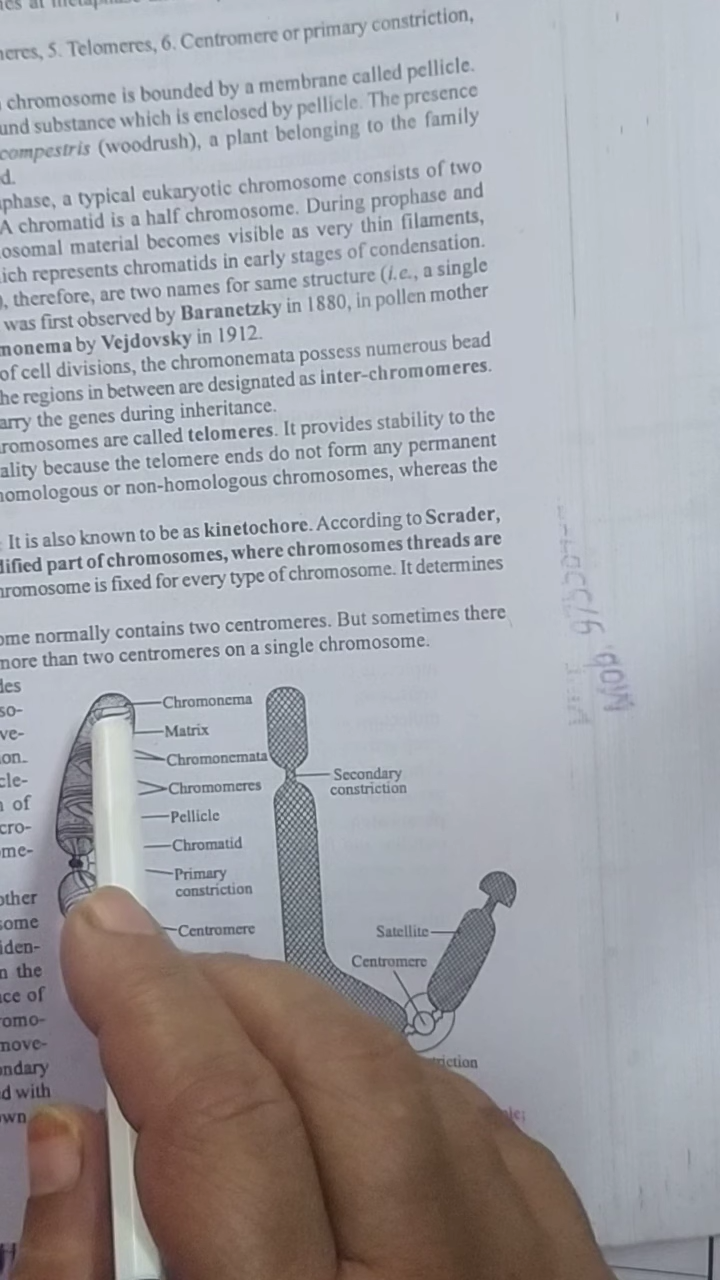 eres, 5. Telomeres, 6. Centromere or primary constriction,
chromosome is bounded by a membrane called pellicle.
und substance which is enclosed by pellicle. The presence
compestris (woodrush), a plant belonging to the family
d.
phase, a typical eukaryotic chromosome consists of two
A chromatid is a half chromosome. During prophase and
osomal material becomes visible as very thin filaments,
ich represents chromatids in early stages of condensation.
), therefore, are two names for same structure (i.e., a single
was first observed by Baranetzky in 1880, in pollen mother
monema by Vejdovsky in 1912.
of cell divisions, the chromonemata possess numerous bead
he regions in between are designated as inter-chromomeres.
arry the genes during inheritance.
romosomes are called telomeres. It provides stability to the
ality because the telomere ends do not form any permanent
homologous or non-homologous chromosomes, whereas the
It is also known to be as kinetochore. According to Scrader,
dified part of chromosomes, where chromosomes threads are
hromosome is fixed for every type of chromosome. It determines
ome normally contains two centromeres. But sometimes there
more than two centromeres on a single chromosome.
des
so-
ve-
on.
cle-
n of
cro-
me-
other
some
iden-
n the
ce of
omo-
move-
ondary
d with
own
Chromonema
Matrix
Chromonemata
Chromomeres
Pellicle
Chromatid
Primary
constriction
Centromere
Secondary
constriction
Satellite
Centromere
riction